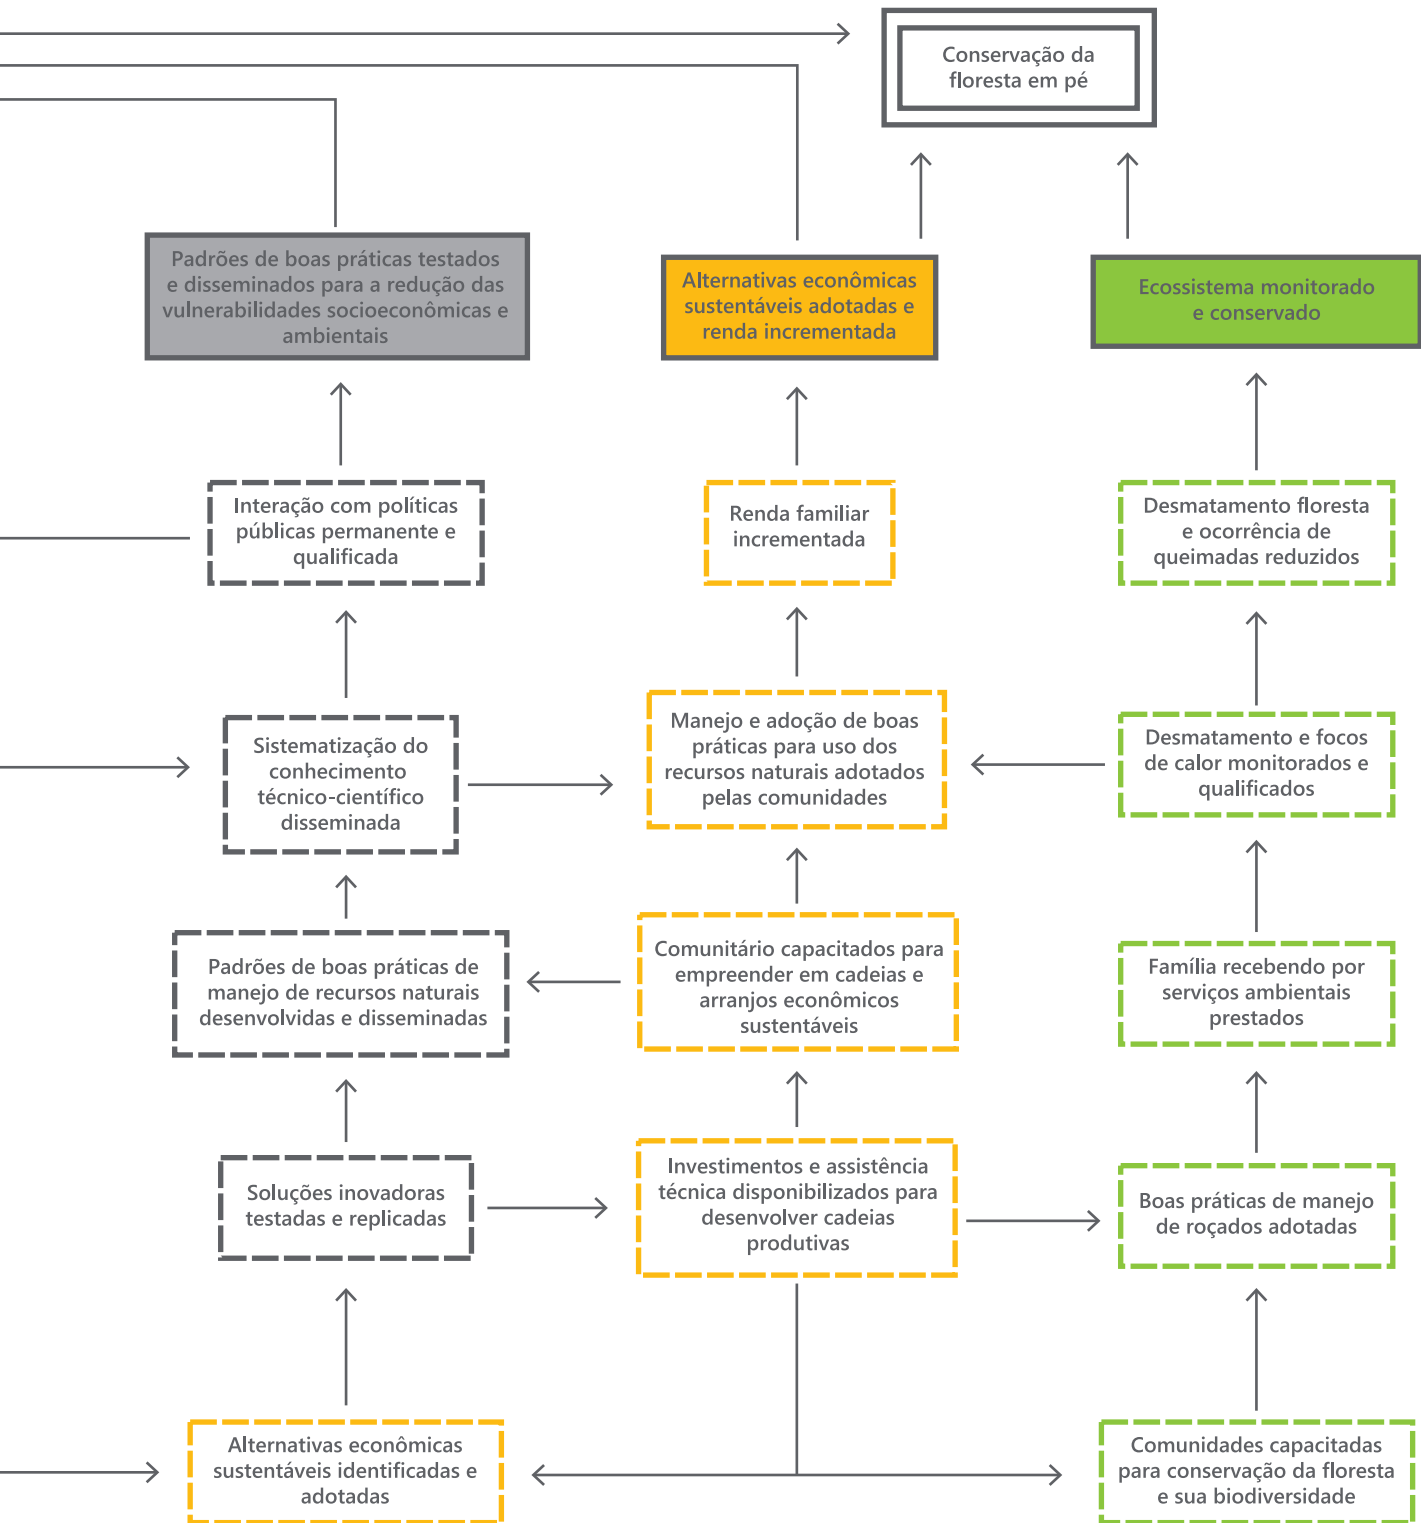 Conservação da
floresta em pé
Padrões de boas práticas testados
e disseminados para a redução das
vulnerabilidades socioeconômicas e
ambientais
Alternativas econômicas
sustentáveis adotadas e
renda incrementada
Ecossistema monitorado
e conservado
Interação com políticas
públicas permanente e
qualificada
Renda familiar
incrementada
Desmatamento floresta
e ocorrência de
queimadas reduzidos
Sistematização do
conhecimento
técnico-científico
disseminada
Manejo e adoção de boas
práticas para uso dos
recursos naturais adotados
pelas comunidades
Desmatamento e focos
de calor monitorados e
qualificados
Padrões de boas práticas de
manejo de recursos naturais
desenvolvidas e disseminadas
Comunitário capacitados para
empreender em cadeias e
arranjos econômicos
sustentáveis
Família recebendo por
serviços ambientais
prestados
Soluções inovadoras
testadas e replicadas
Investimentos e assistência
técnica disponibilizados para
desenvolver cadeias
produtivas
Boas práticas de manejo
de roçados adotadas
Alternativas econômicas
sustentáveis identificadas e
adotadas
Comunidades capacitadas
para conservação da floresta
e sua biodiversidade